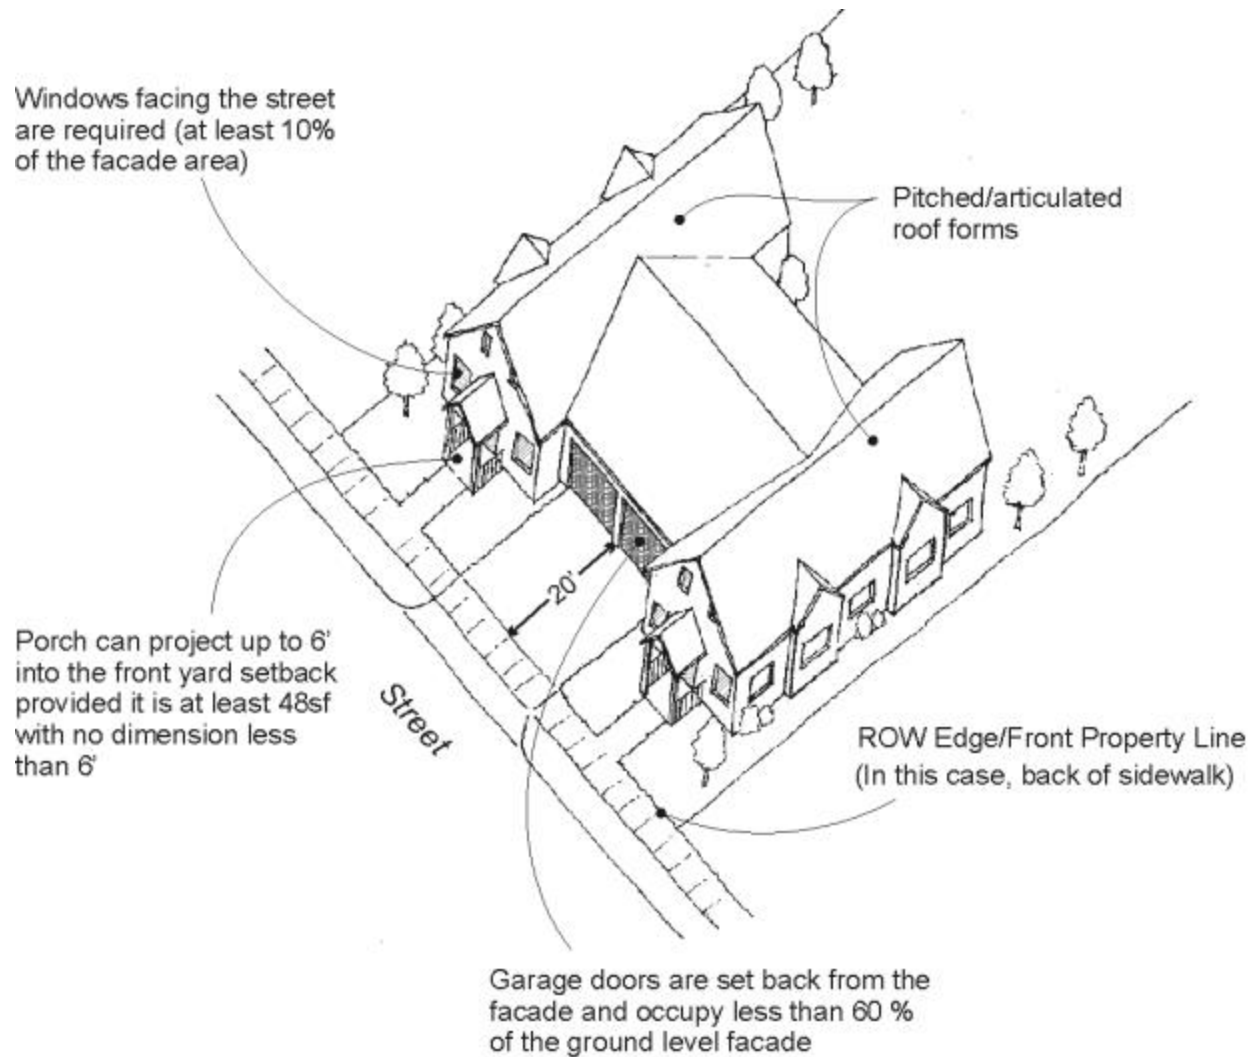 Windows facing the street
are required (at least 10%
of the facade area)
Pitched/articulated
roof forms
20'
Porch can project up to 6'
into the front yard setback
provided it is at least 48sf
with no dimension less
than 6'
Street
ROW Edge/Front Property Line
(In this case, back of sidewalk)
Garage doors are set back from the
facade and occupy less than 60 %
of the ground level facade